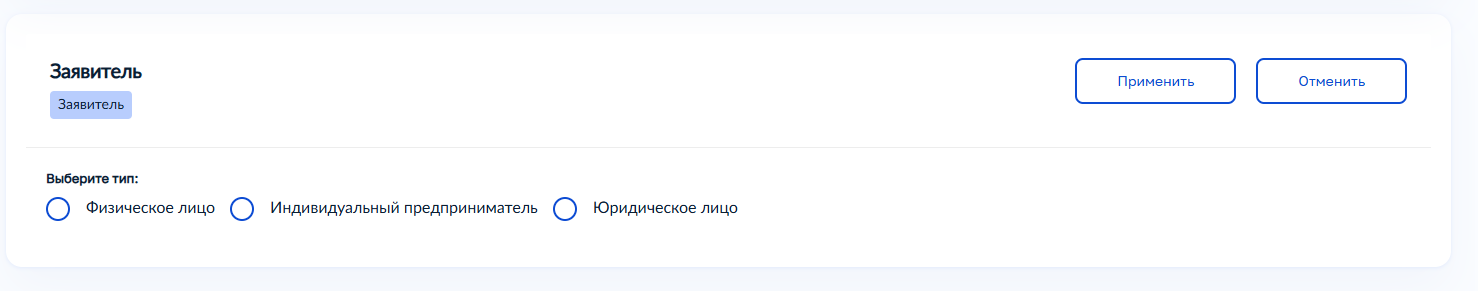 Заявитель
Применить
Отменить
Заявитель
Выберите тип:
Физическое лицо Индивидуальный предприниматель Юридическое лицо